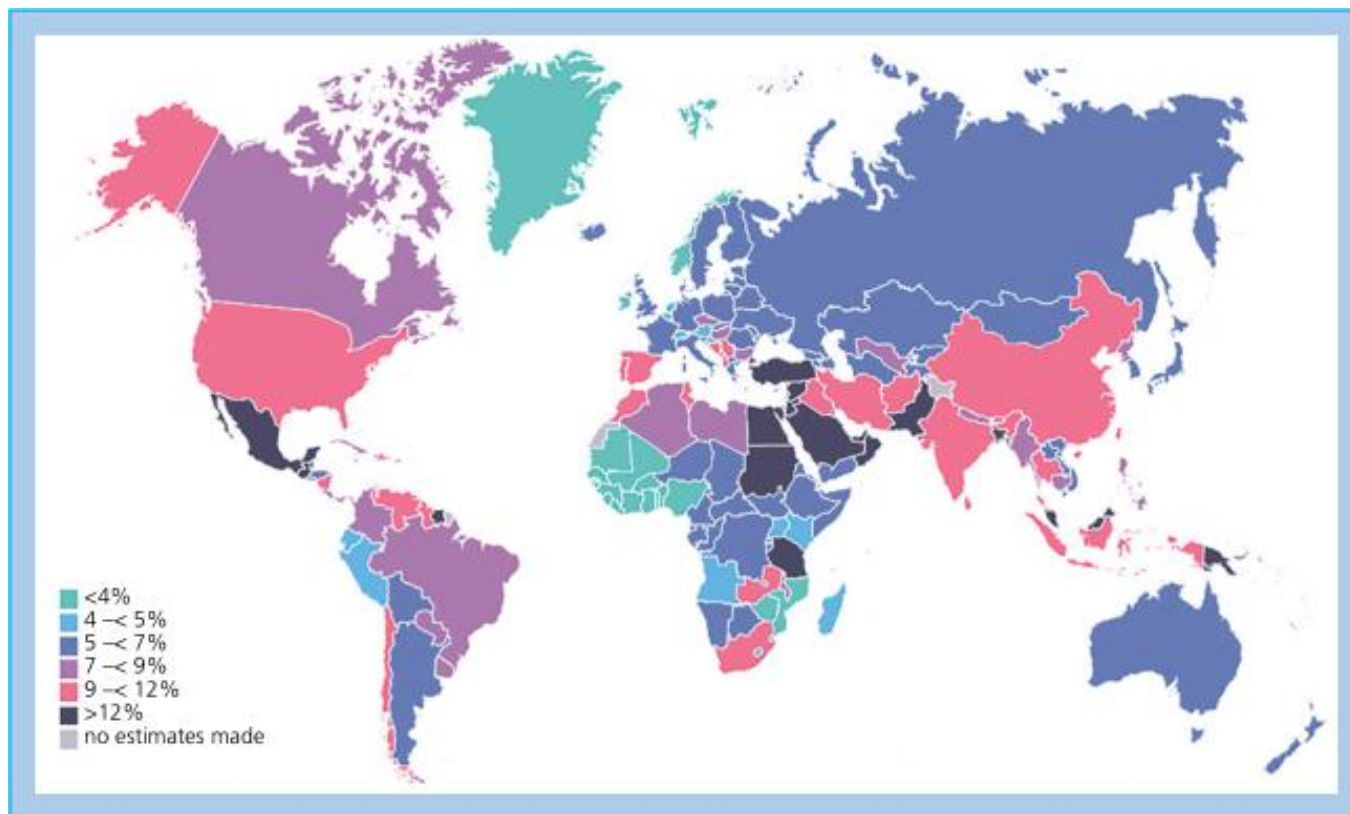 <4%
4 –< 5%
5 –< 7%
7 –< 9%
9 –< 12%
>12%
no estimates made